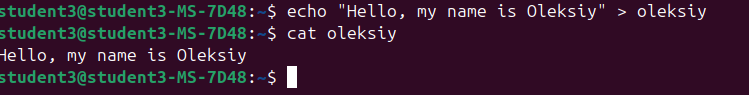 student3@student3-MS-7D48:~$ echo "Hello, my name is Oleksiy" > oleksiy
student3@student3-MS-7D48:~$ cat oleksiy
Hello, my name is Oleksiy
student3@student3-MS-7D48:~$